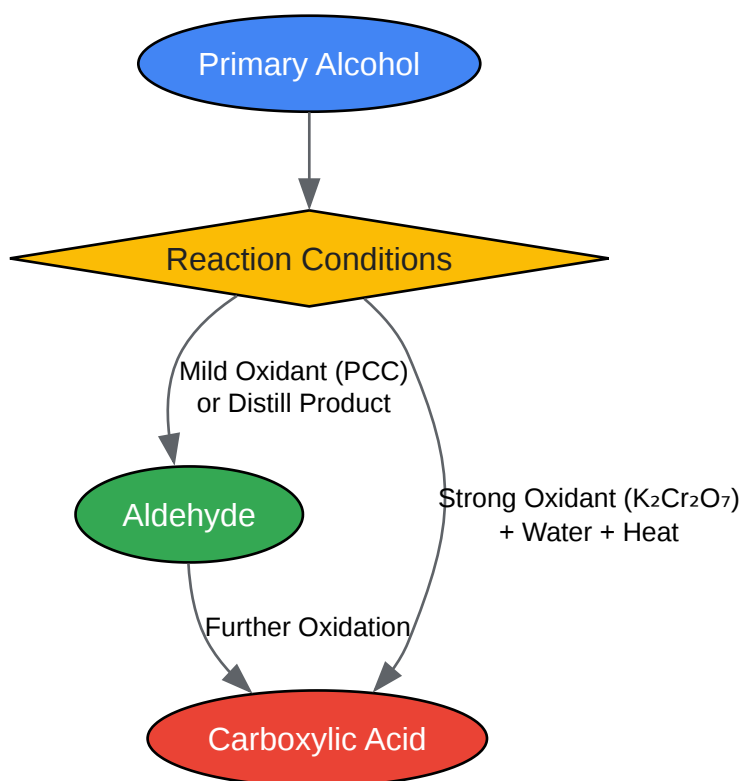 Primary Alcohol
Reaction Conditions
Mild Oxidant (PCC)
or Distill Product
Aldehyde
Strong Oxidant (K₂Cr₂O₇)
+ Water + Heat
Further Oxidation
Carboxylic Acid